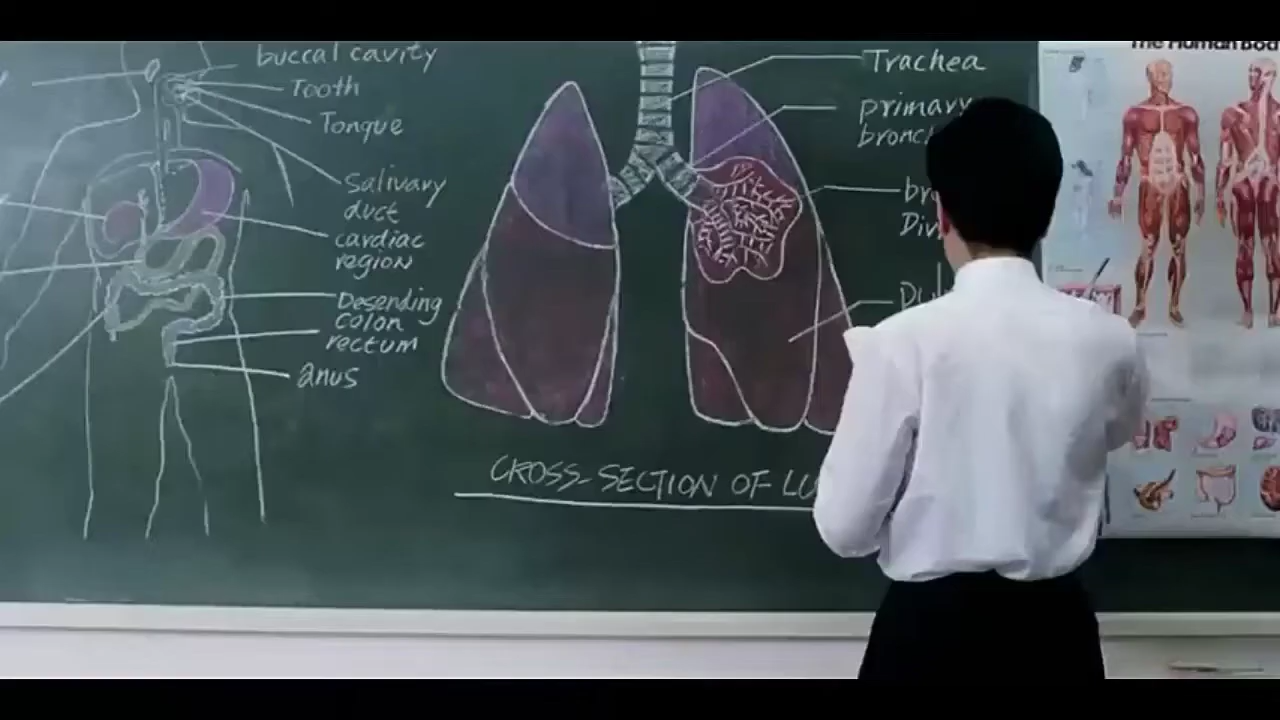 buccal cavity
Tooth
Tongue
Salivary
duct
cardiac
region
Desending
colon
rectum
anus
Trachea
primary
CROSS-SECTION OF
The Human